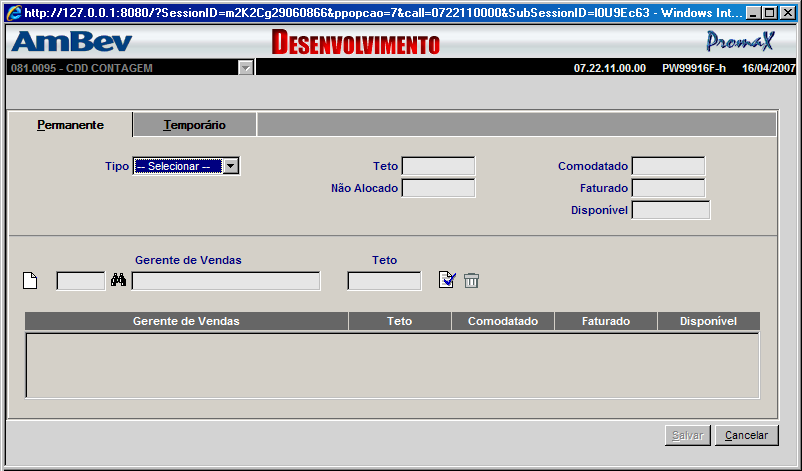 http://127.0.0.1:8080/?SessionID=m2K2Cg29060866&ppopcao=7&call=0722110000&SubSessionID=I0U9Ec63 - Windows Int...
AmBev DESENVOLVIMENTO PromaX
081.0095 - CDD CONTAGEM 07.22.11.00.00 PW99916F-h 16/04/2007
Permanente Temporário
Tipo -- Selecionar -- Teto Comodatado
Não Alocado Faturado
Disponível
Gerente de Vendas Teto
Gerente de Vendas Teto Comodatado Faturado Disponível
Salvar Cancelar